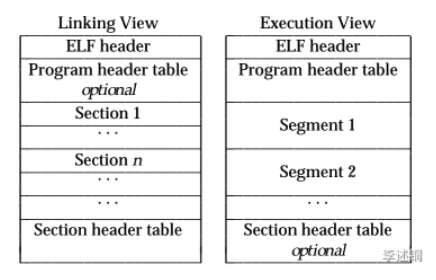 Linking View
ELF header
Program header table
optional
Section 1
. . .
Section n
. . .
. . .
Section header table
Execution View
ELF header
Program header table
Segment 1
Segment 2
. . .
Section header table
optional
李述铜